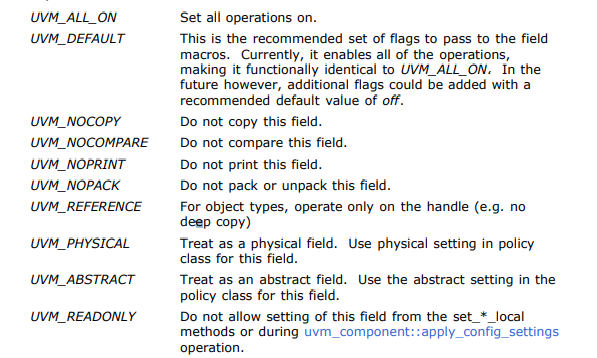 UVM_ALL_ON Set all operations on.
UVM_DEFAULT This is the recommended set of flags to pass to the field
macros. Currently, it enables all of the operations,
making it functionally identical to UVM_ALL_ON. In the
future however, additional flags could be added with a
recommended default value of off.
UVM_NOCOPY Do not copy this field.
UVM_NOCOMPARE Do not compare this field.
UVM_NOPRINT Do not print this field.
UVM_NOPACK Do not pack or unpack this field.
UVM_REFERENCE For object types, operate only on the handle (e.g. no
deep copy)
UVM_PHYSICAL Treat as a physical field. Use physical setting in policy
class for this field.
UVM_ABSTRACT Treat as an abstract field. Use the abstract setting in the
policy class for this field.
UVM_READONLY Do not allow setting of this field from the set_*_local
methods or during uvm_component::apply_config_settings
operation.